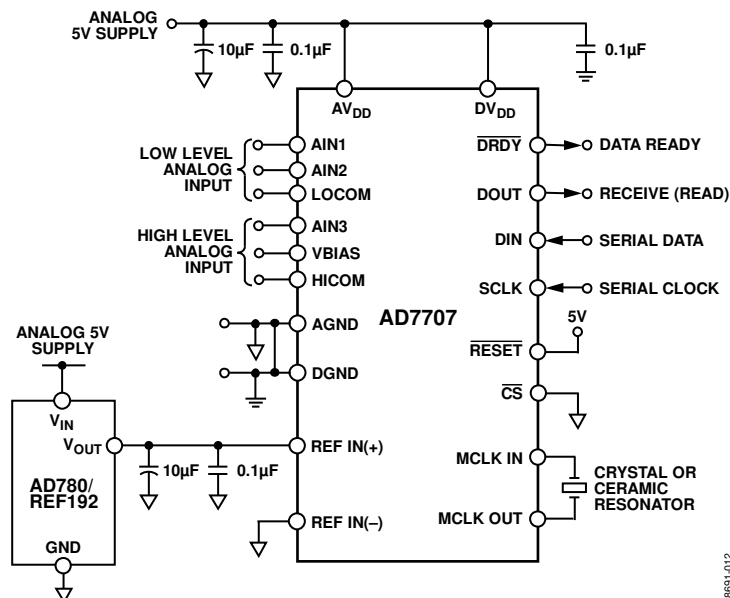 ANALOG
5V SUPPLY
10µF
0.1µF
0.1µF
AVDD
DVDD
LOW LEVEL
ANALOG
INPUT
AIN1
AIN2
LOCOM
HIGH LEVEL
ANALOG
INPUT
AIN3
VBIAS
HICOM
AGND
DGND
AD7707
DRDY
DATA READY
DOUT
RECEIVE (READ)
DIN
SERIAL DATA
SCLK
SERIAL CLOCK
5V
RESET
CS
ANALOG 5V
SUPPLY
VIN
VOUT
AD780/
REF192
GND
10µF
0.1µF
REF IN(+)
REF IN(–)
MCLK IN
MCLK OUT
CRYSTAL OR
CERAMIC
RESONATOR
8691-012